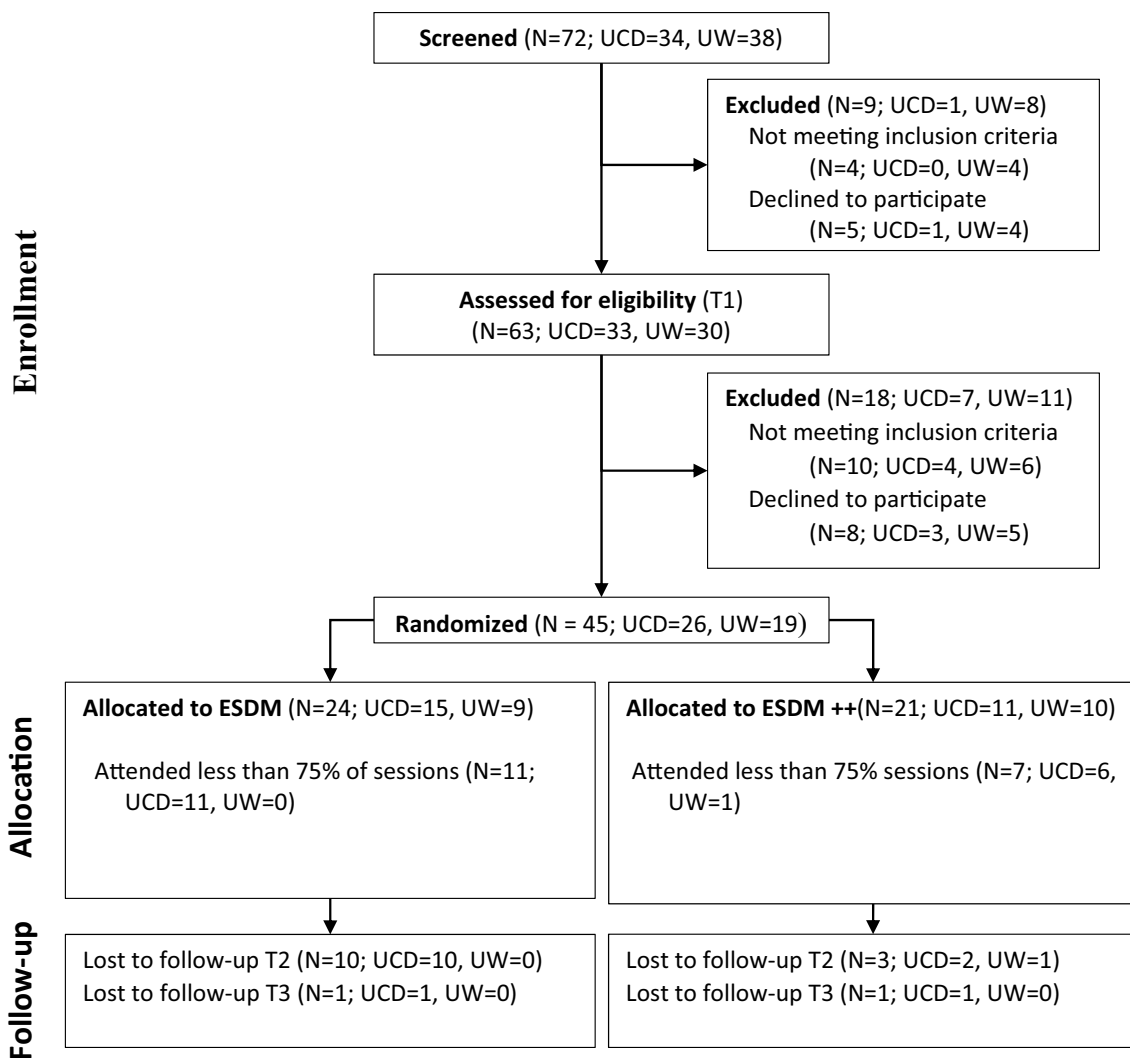 Screened (N=72; UCD=34, UW=38)
Excluded (N=9; UCD=1, UW=8)
Not meeting inclusion criteria
(N=4; UCD=0, UW=4)
Declined to participate
(N=5; UCD=1, UW=4)
Enrollment
Assessed for eligibility (T1)
(N=63; UCD=33, UW=30)
Excluded (N=18; UCD=7, UW=11)
Not meeting inclusion criteria
(N=10; UCD=4, UW=6)
Declined to participate
(N=8; UCD=3, UW=5)
Randomized (N = 45; UCD=26, UW=19)
Allocation
Allocated to ESDM (N=24; UCD=15, UW=9)
Attended less than 75% of sessions (N=11;
UCD=11, UW=0)
Allocated to ESDM ++(N=21; UCD=11, UW=10)
Attended less than 75% sessions (N=7; UCD=6,
UW=1)
Follow-up
Lost to follow-up T2 (N=10; UCD=10, UW=0)
Lost to follow-up T3 (N=1; UCD=1, UW=0)
Lost to follow-up T2 (N=3; UCD=2, UW=1)
Lost to follow-up T3 (N=1; UCD=1, UW=0)